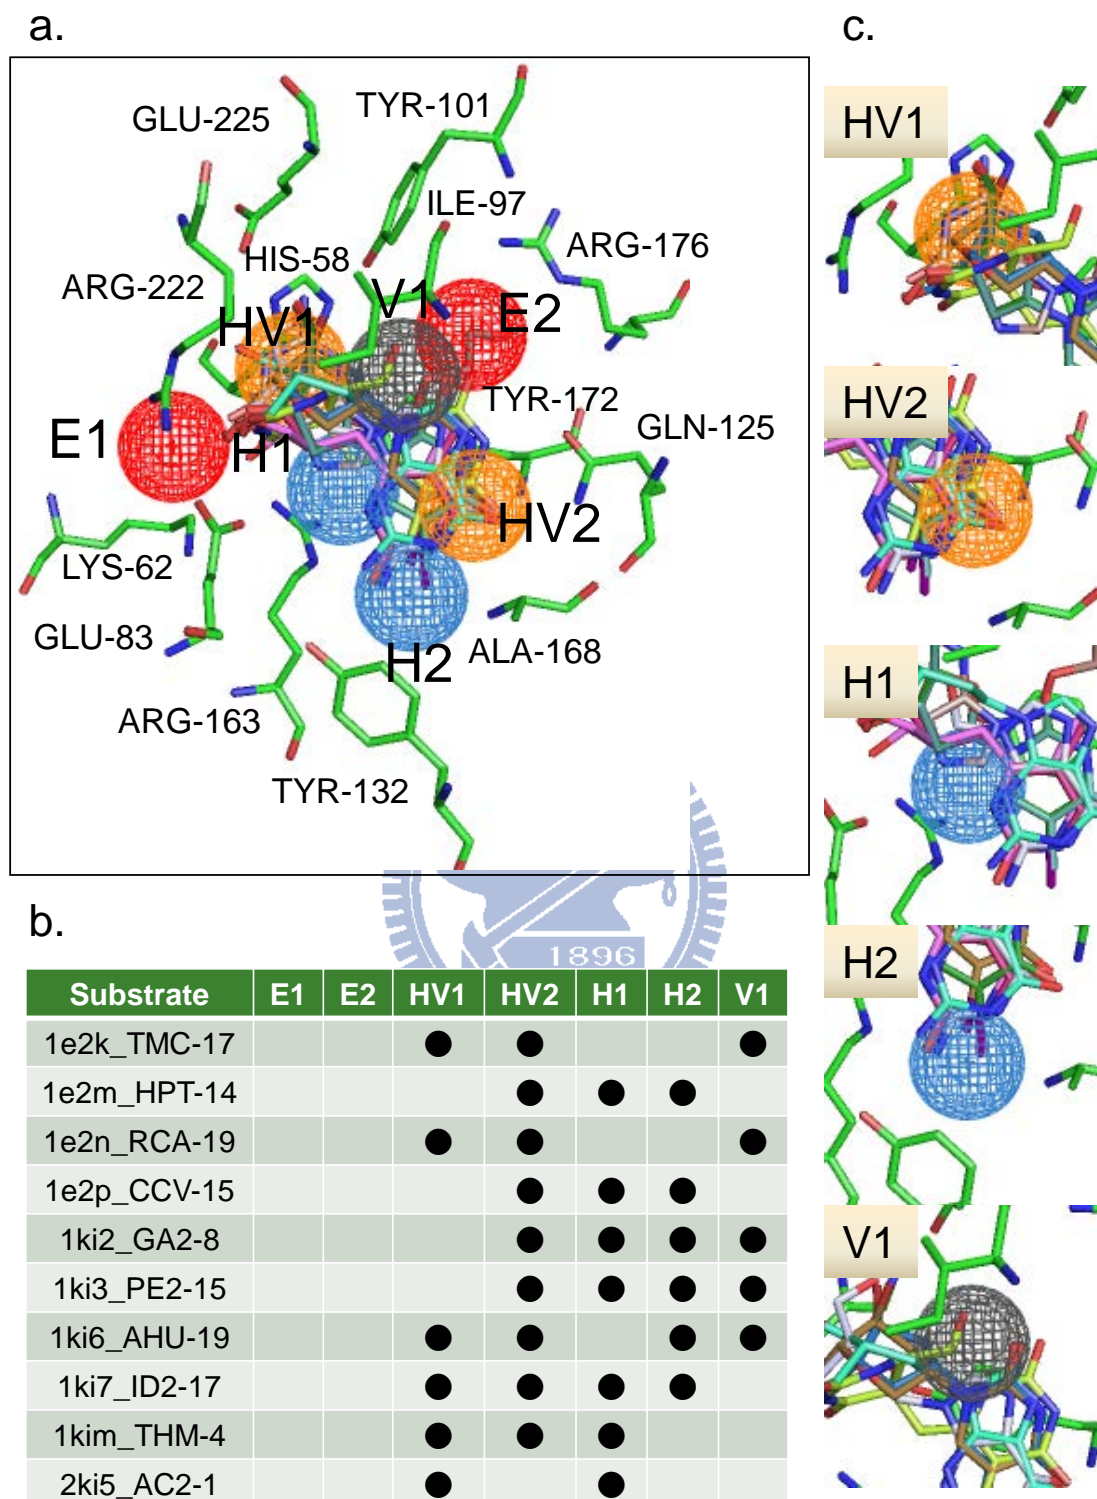 a.
GLU-225
TYR-101
ILE-97
HIS-58
ARG-176
ARG-222
V1
E2
HV1
TYR-172
E1
H1
GLN-125
HV2
LYS-62
GLU-83
H2
ALA-168
ARG-163
TYR-132
1896
b.
Substrate E1 E2 HV1 HV2 H1 H2 V1
1e2k_TMC-17 ● ● ●
1e2m_HPT-14 ● ● ●
1e2n_RCA-19 ● ● ●
1e2p_CCV-15 ● ● ●
1ki2_GA2-8 ● ● ● ●
1ki3_PE2-15 ● ● ● ●
1ki6_AHU-19 ● ● ● ●
1ki7_ID2-17 ● ● ● ●
1kim_THM-4 ● ● ●
2ki5_AC2-1 ● ●
c.
HV1
HV2
H1
H2
V1